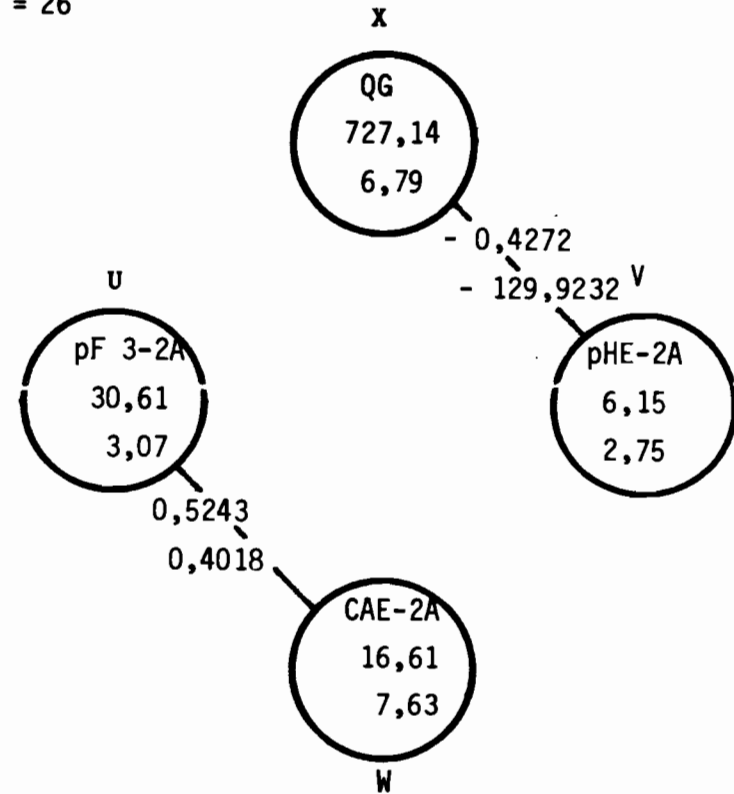 = 26
X
QG
727,14
6,79
- 0,4272
- 129,9232
V
pHE-2A
6,15
2,75
U
pF 3-2A
30,61
3,07
0,5243
0,4018
CAE-2A
16,61
7,63
W